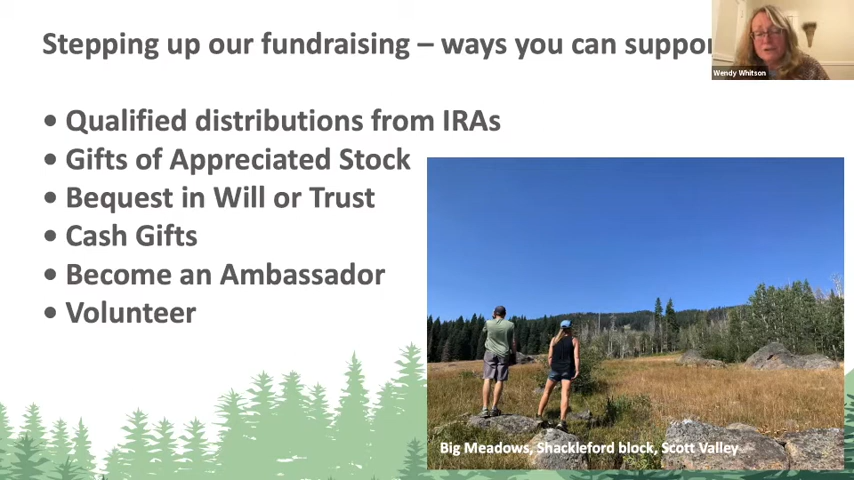 Stepping up our fundraising – ways you can suppor
Wendy Whitson
• Qualified distributions from IRAs
• Gifts of Appreciated Stock
• Bequest in Will or Trust
• Cash Gifts
• Become an Ambassador
• Volunteer
Big Meadows, Shackleford block, Scott Valley